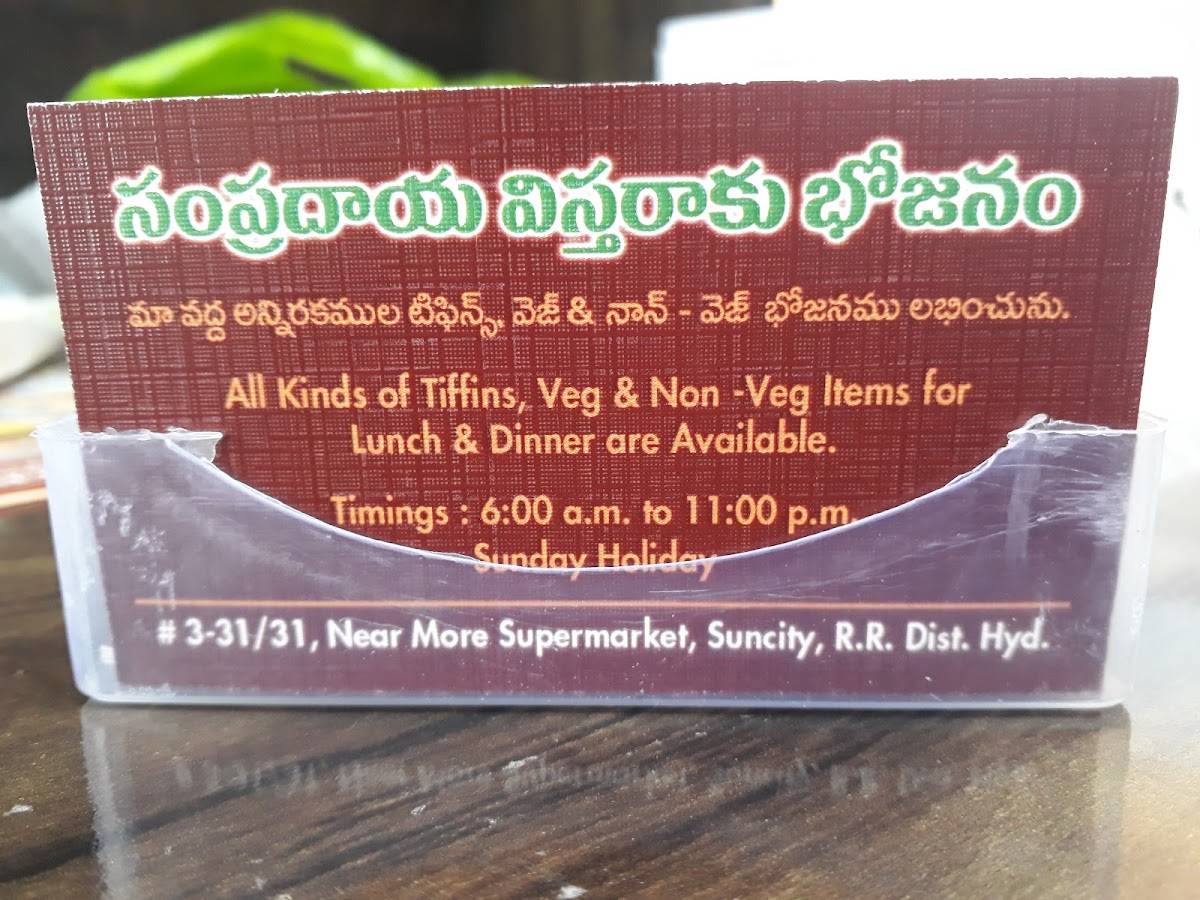 సంప్రదాయ విస్తరాకు భోజనం
మా వద్ద అన్నిరకముల టిఫిన్స్, వెజ్ & నాన్ - వెజ్ భోజనము లభించును.
All Kinds of Tiffins, Veg & Non -Veg Items for
Lunch & Dinner are Available.
Timings : 6:00 a.m. to 11:00 p.m.
Sunday Holiday
# 3-31/31, Near More Supermarket, Suncity, R.R. Dist. Hyd.